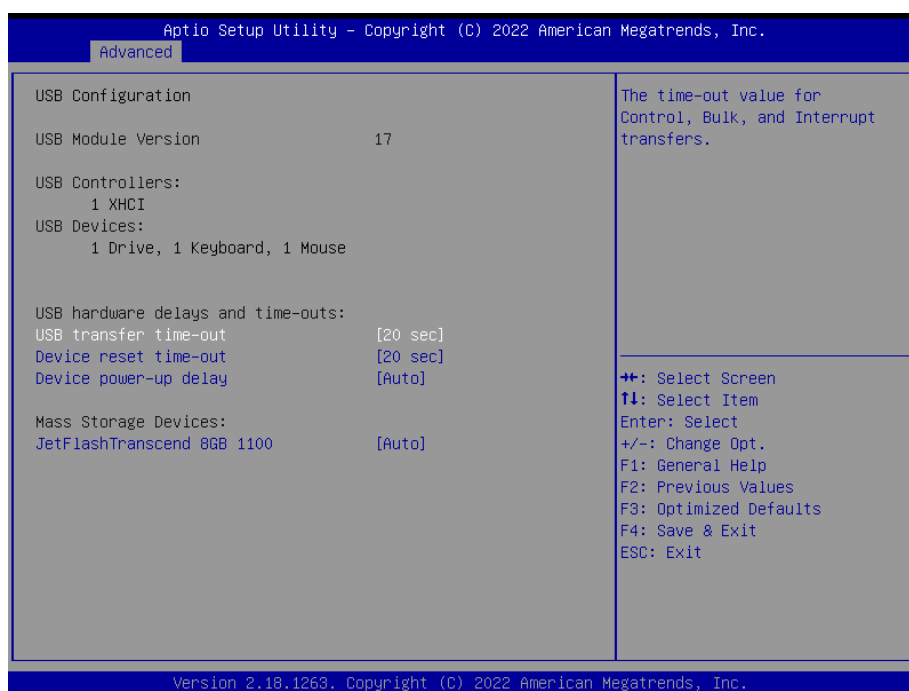 Aptio Setup Utility – Copyright (C) 2022 American Megatrends, Inc.
Advanced
USB Configuration
USB Module Version 17
USB Controllers:
1 XHCI
USB Devices:
1 Drive, 1 Keyboard, 1 Mouse
USB hardware delays and time-outs:
USB transfer time-out [20 sec]
Device reset time-out [20 sec]
Device power-up delay [Auto]
Mass Storage Devices:
JetFlashTranscend 8GB 1100 [Auto]
The time-out value for
Control, Bulk, and Interrupt
transfers.
→←: Select Screen
↑↓: Select Item
Enter: Select
+/-: Change Opt.
F1: General Help
F2: Previous Values
F3: Optimized Defaults
F4: Save & Exit
ESC: Exit
Version 2.18.1263. Copyright (C) 2022 American Megatrends, Inc.